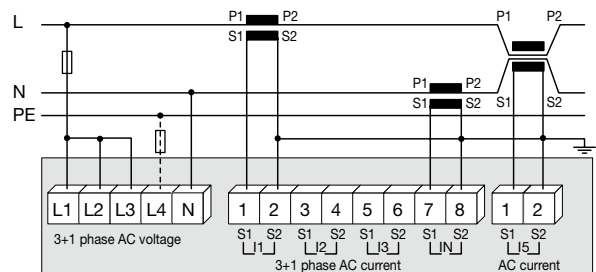 L P1 P2 P1 P2
S1 S2
N P1 P2
S1 S2 S1 S2
PE
L1 L2 L3 L4 N 1 2 3 4 5 6 7 8 1 2
S1 S2 S1 S2 S1 S2 S1 S2 S1 S2
I1 I2 I3 IN I5
3+1 phase AC voltage
3+1 phase AC current AC current